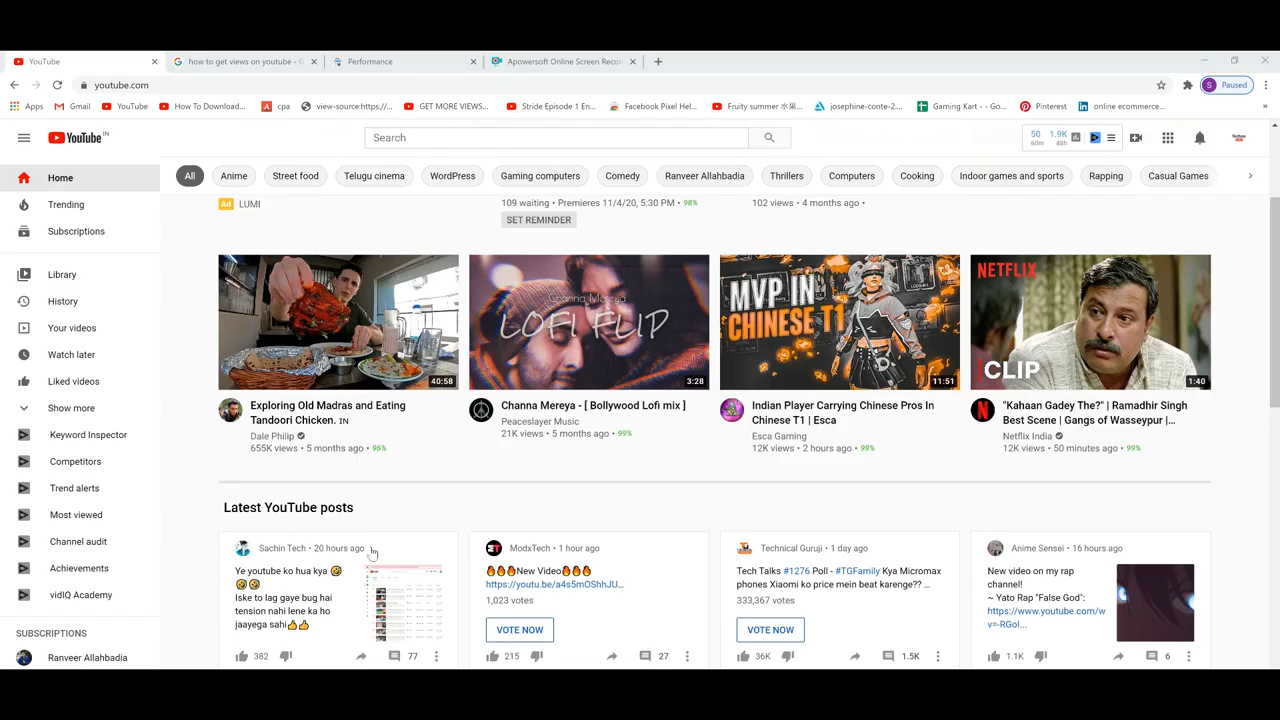 YouTube
how to get views on youtube - G
Performance
Apowersoft Online Screen Recor
youtube.com
Paused
Apps
Gmail
YouTube
How To Download...
cpa
view-source:https:/...
GET MORE VIEWS...
Stride Episode 1 En...
Facebook Pixel Hel...
Fruity summer 水果...
josephine-conte-2....
Gaming Kart - - Go...
Pinterest
online ecommerce...
YouTube IN
Search
50
60m
1.9K
48h
Home
Trending
Subscriptions
Library
History
Your videos
Watch later
Liked videos
Show more
Keyword Inspector
Competitors
Trend alerts
Most viewed
Channel audit
Achievements
vidIQ Academy
SUBSCRIPTIONS
Ranveer Allahbadia
All
Anime
Street food
Telugu cinema
WordPress
Gaming computers
Comedy
Ranveer Allahbadia
Thrillers
Computers
Cooking
Indoor games and sports
Rapping
Casual Games
Ad LUMI
109 waiting • Premieres 11/4/20, 5:30 PM • 98%
SET REMINDER
102 views • 4 months ago •
40:58
Exploring Old Madras and Eating
Tandoori Chicken. IN
Dale Philip
655K views • 5 months ago • 96%
Channa Mereya
LOFI FLIP
3:28
Channa Mereya - [ Bollywood Lofi mix ]
Peaceslayer Music
21K views • 5 months ago • 99%
MVP IN
CHINESE T1
11:51
Indian Player Carrying Chinese Pros In
Chinese T1 | Esca
Esca Gaming
12K views • 2 hours ago • 99%
NETFLIX
CLIP
1:40
"Kahaan Gadey The?" | Ramadhir Singh
Best Scene | Gangs of Wasseypur |...
Netflix India
12K views • 50 minutes ago • 99%
Latest YouTube posts
Sachin Tech • 20 hours ago
Ye youtube ko hua kya 🤣
🤣🤣
Iske to lag gaye bug hai
tension nahi lene ka ho
jaayega sahi👍👍
382
77
ModxTech • 1 hour ago
🔥🔥🔥New Video🔥🔥🔥
https://youtu.be/a4s5mOShhJU...
1,023 votes
VOTE NOW
215
27
Technical Guruji • 1 day ago
Tech Talks #1276 Poll - #TGFamily Kya Micromax
phones Xiaomi ko price mein beat karenge?? ..
333,367 votes
VOTE NOW
36K
1.5K
Anime Sensei • 16 hours ago
New video on my rap
channel!
~ Yato Rap "False God":
https://www.youtube.com/w
v=-RGoI...
1.1K
6